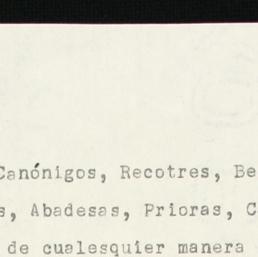 Canónigos, Recotres, Be
s, Abadesas, Prioras, C
de cualesquier manera